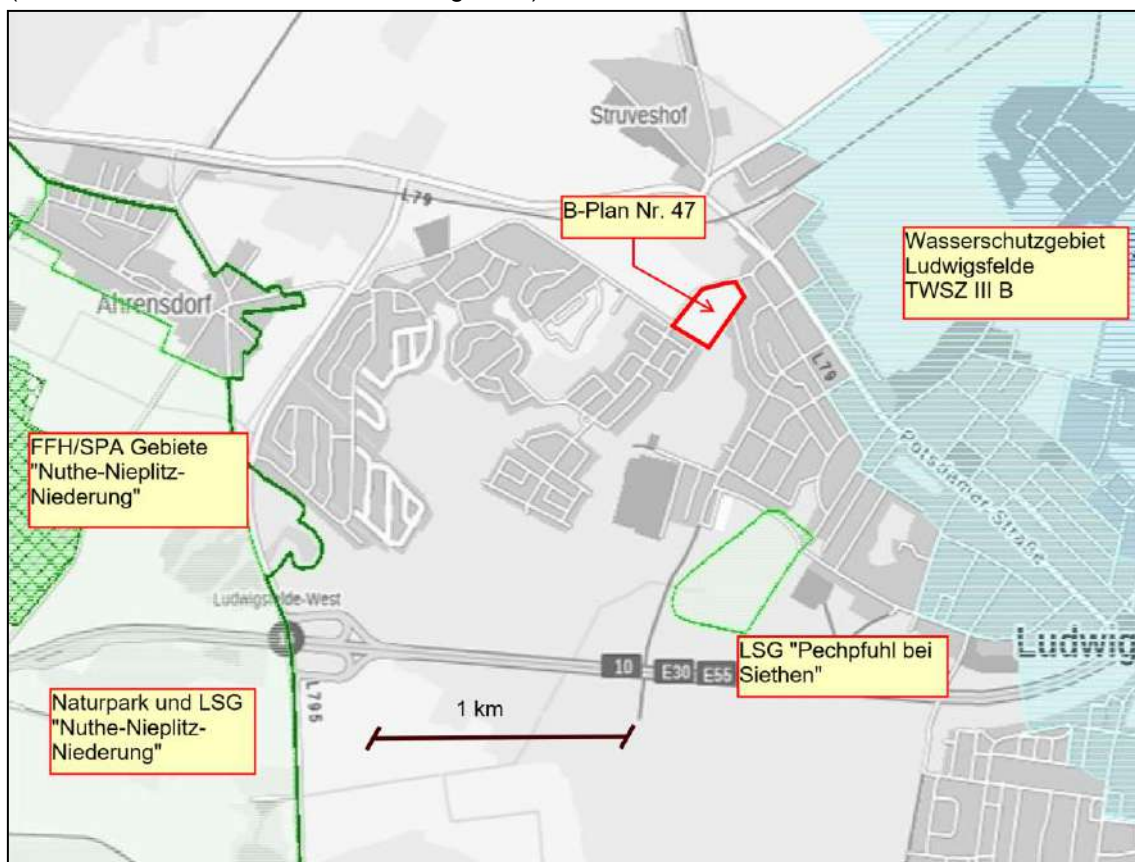 Struveshof
L79
B-Plan Nr. 47
Wasserschutzgebiet
Ludwigsfelde
TWSZ III B
Ahrensdorf
L79
FFH/SPA Gebiete
"Nuthe-Nieplitz-
Niederung"
Potsdamer Straße
Ludwigsfelde-West
LSG "Pechpfuhl bei
Siethen"
Ludwig
10
E30
E55
Naturpark und LSG
"Nuthe-Nieplitz-
Niederung"
L795
1 km